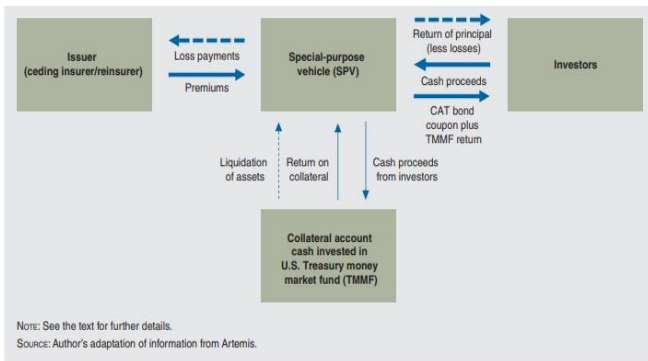 Issuer
(ceding insurer/reinsurer)
Loss payments
Premiums
Special-purpose
vehicle (SPV)
Return of principal
(less losses)
Cash proceeds
CAT bond
coupon plus
TMMF return
Investors
Liquidation
of assets
Return on
collateral
Cash proceeds
from investors
Collateral account
cash invested in
U.S. Treasury money
market fund (TMMF)
NOTE: See the text for further details.
SOURCE: Author's adaptation of information from Artemis.